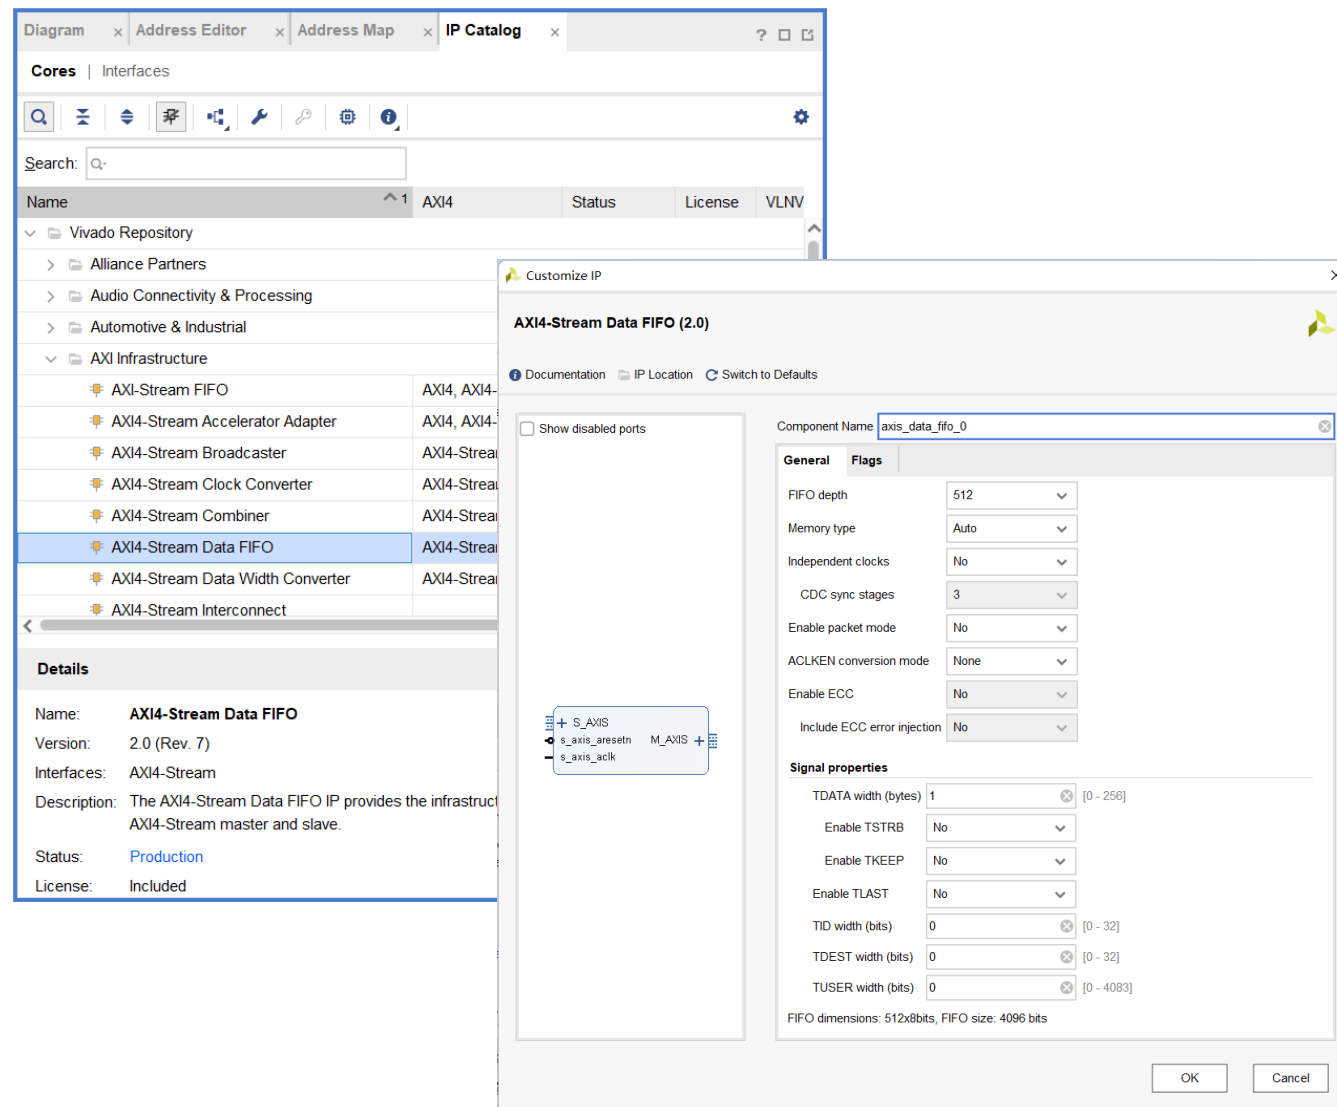 Diagram × Address Editor × Address Map × IP Catalog × ?
Cores | Interfaces
Search:
Name 1 AXI4 Status License VLNV
Vivado Repository
Alliance Partners
Audio Connectivity & Processing
Automotive & Industrial
AXI Infrastructure
AXI-Stream FIFO AXI4, AXI4-
AXI4-Stream Accelerator Adapter AXI4, AXI4-
AXI4-Stream Broadcaster AXI4-Strea
AXI4-Stream Clock Converter AXI4-Strea
AXI4-Stream Combiner AXI4-Strea
AXI4-Stream Data FIFO AXI4-Strea
AXI4-Stream Data Width Converter AXI4-Strea
AXI4-Stream Interconnect
Details
Name: AXI4-Stream Data FIFO
Version: 2.0 (Rev. 7)
Interfaces: AXI4-Stream
Description: The AXI4-Stream Data FIFO IP provides the infrastruct
AXI4-Stream master and slave.
Status: Production
License: Included
Customize IP
AXI4-Stream Data FIFO (2.0)
Documentation IP Location Switch to Defaults
Show disabled ports
S_AXIS
s_axis_aresetn M_AXIS
s_axis_aclk
Component Name axis_data_fifo_0
General Flags
FIFO depth 512
Memory type Auto
Independent clocks No
CDC sync stages 3
Enable packet mode No
ACLKEN conversion mode None
Enable ECC No
Include ECC error injection No
Signal properties
TDATA width (bytes) 1 [0 - 256]
Enable TSTRB No
Enable TKEEP No
Enable TLAST No
TID width (bits) 0 [0 - 32]
TDEST width (bits) 0 [0 - 32]
TUSER width (bits) 0 [0 - 4083]
FIFO dimensions: 512x8bits, FIFO size: 4096 bits
OK Cancel